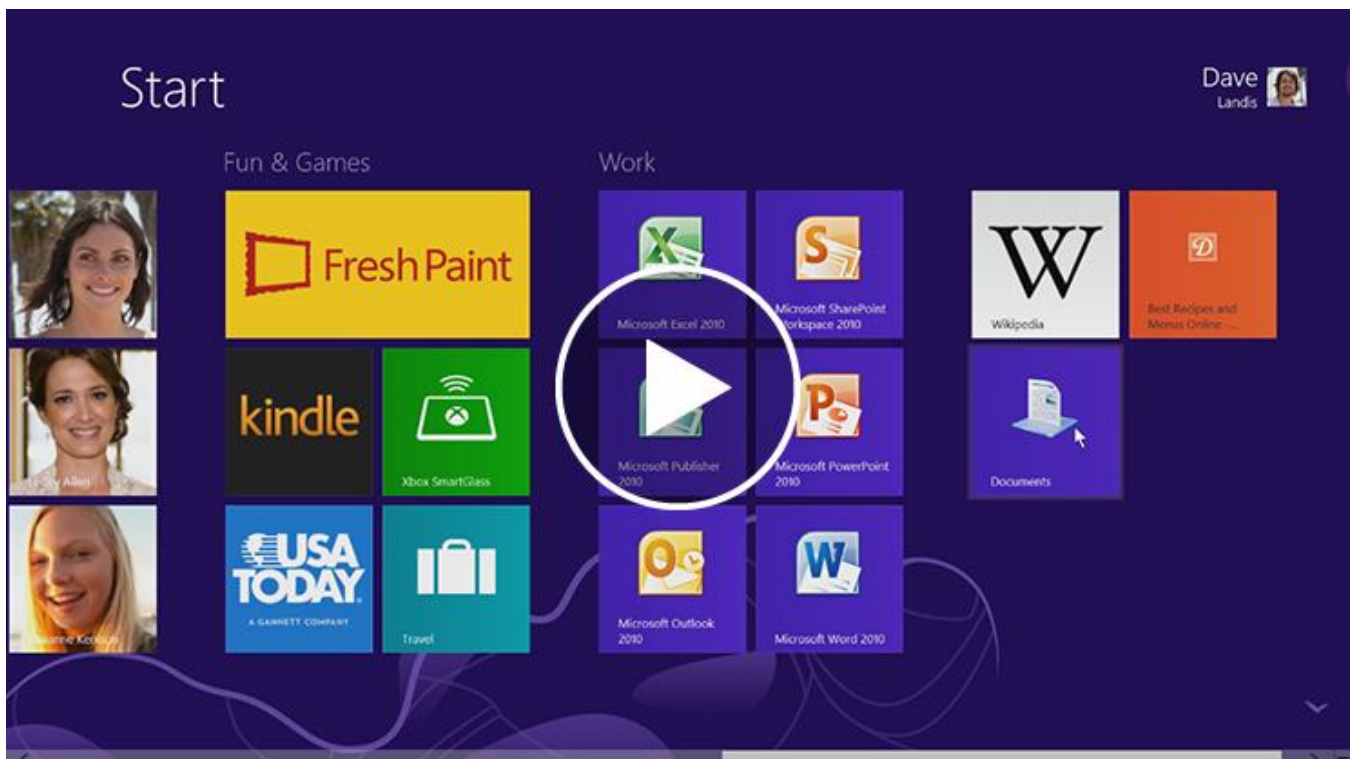 Start
Dave
Landis
Fun & Games
Work
Fresh Paint
kindle
Xbox SmartGlass
USA
TODAY
A GANNETT COMPANY
Travel
Microsoft Excel 2010
Microsoft SharePoint
Workspace 2010
Microsoft Publisher
2010
Microsoft PowerPoint
2010
Microsoft Outlook
2010
Microsoft Word 2010
W
Wikipedia
D
Best Recipes and
Menus Online -...
Documents
Allen